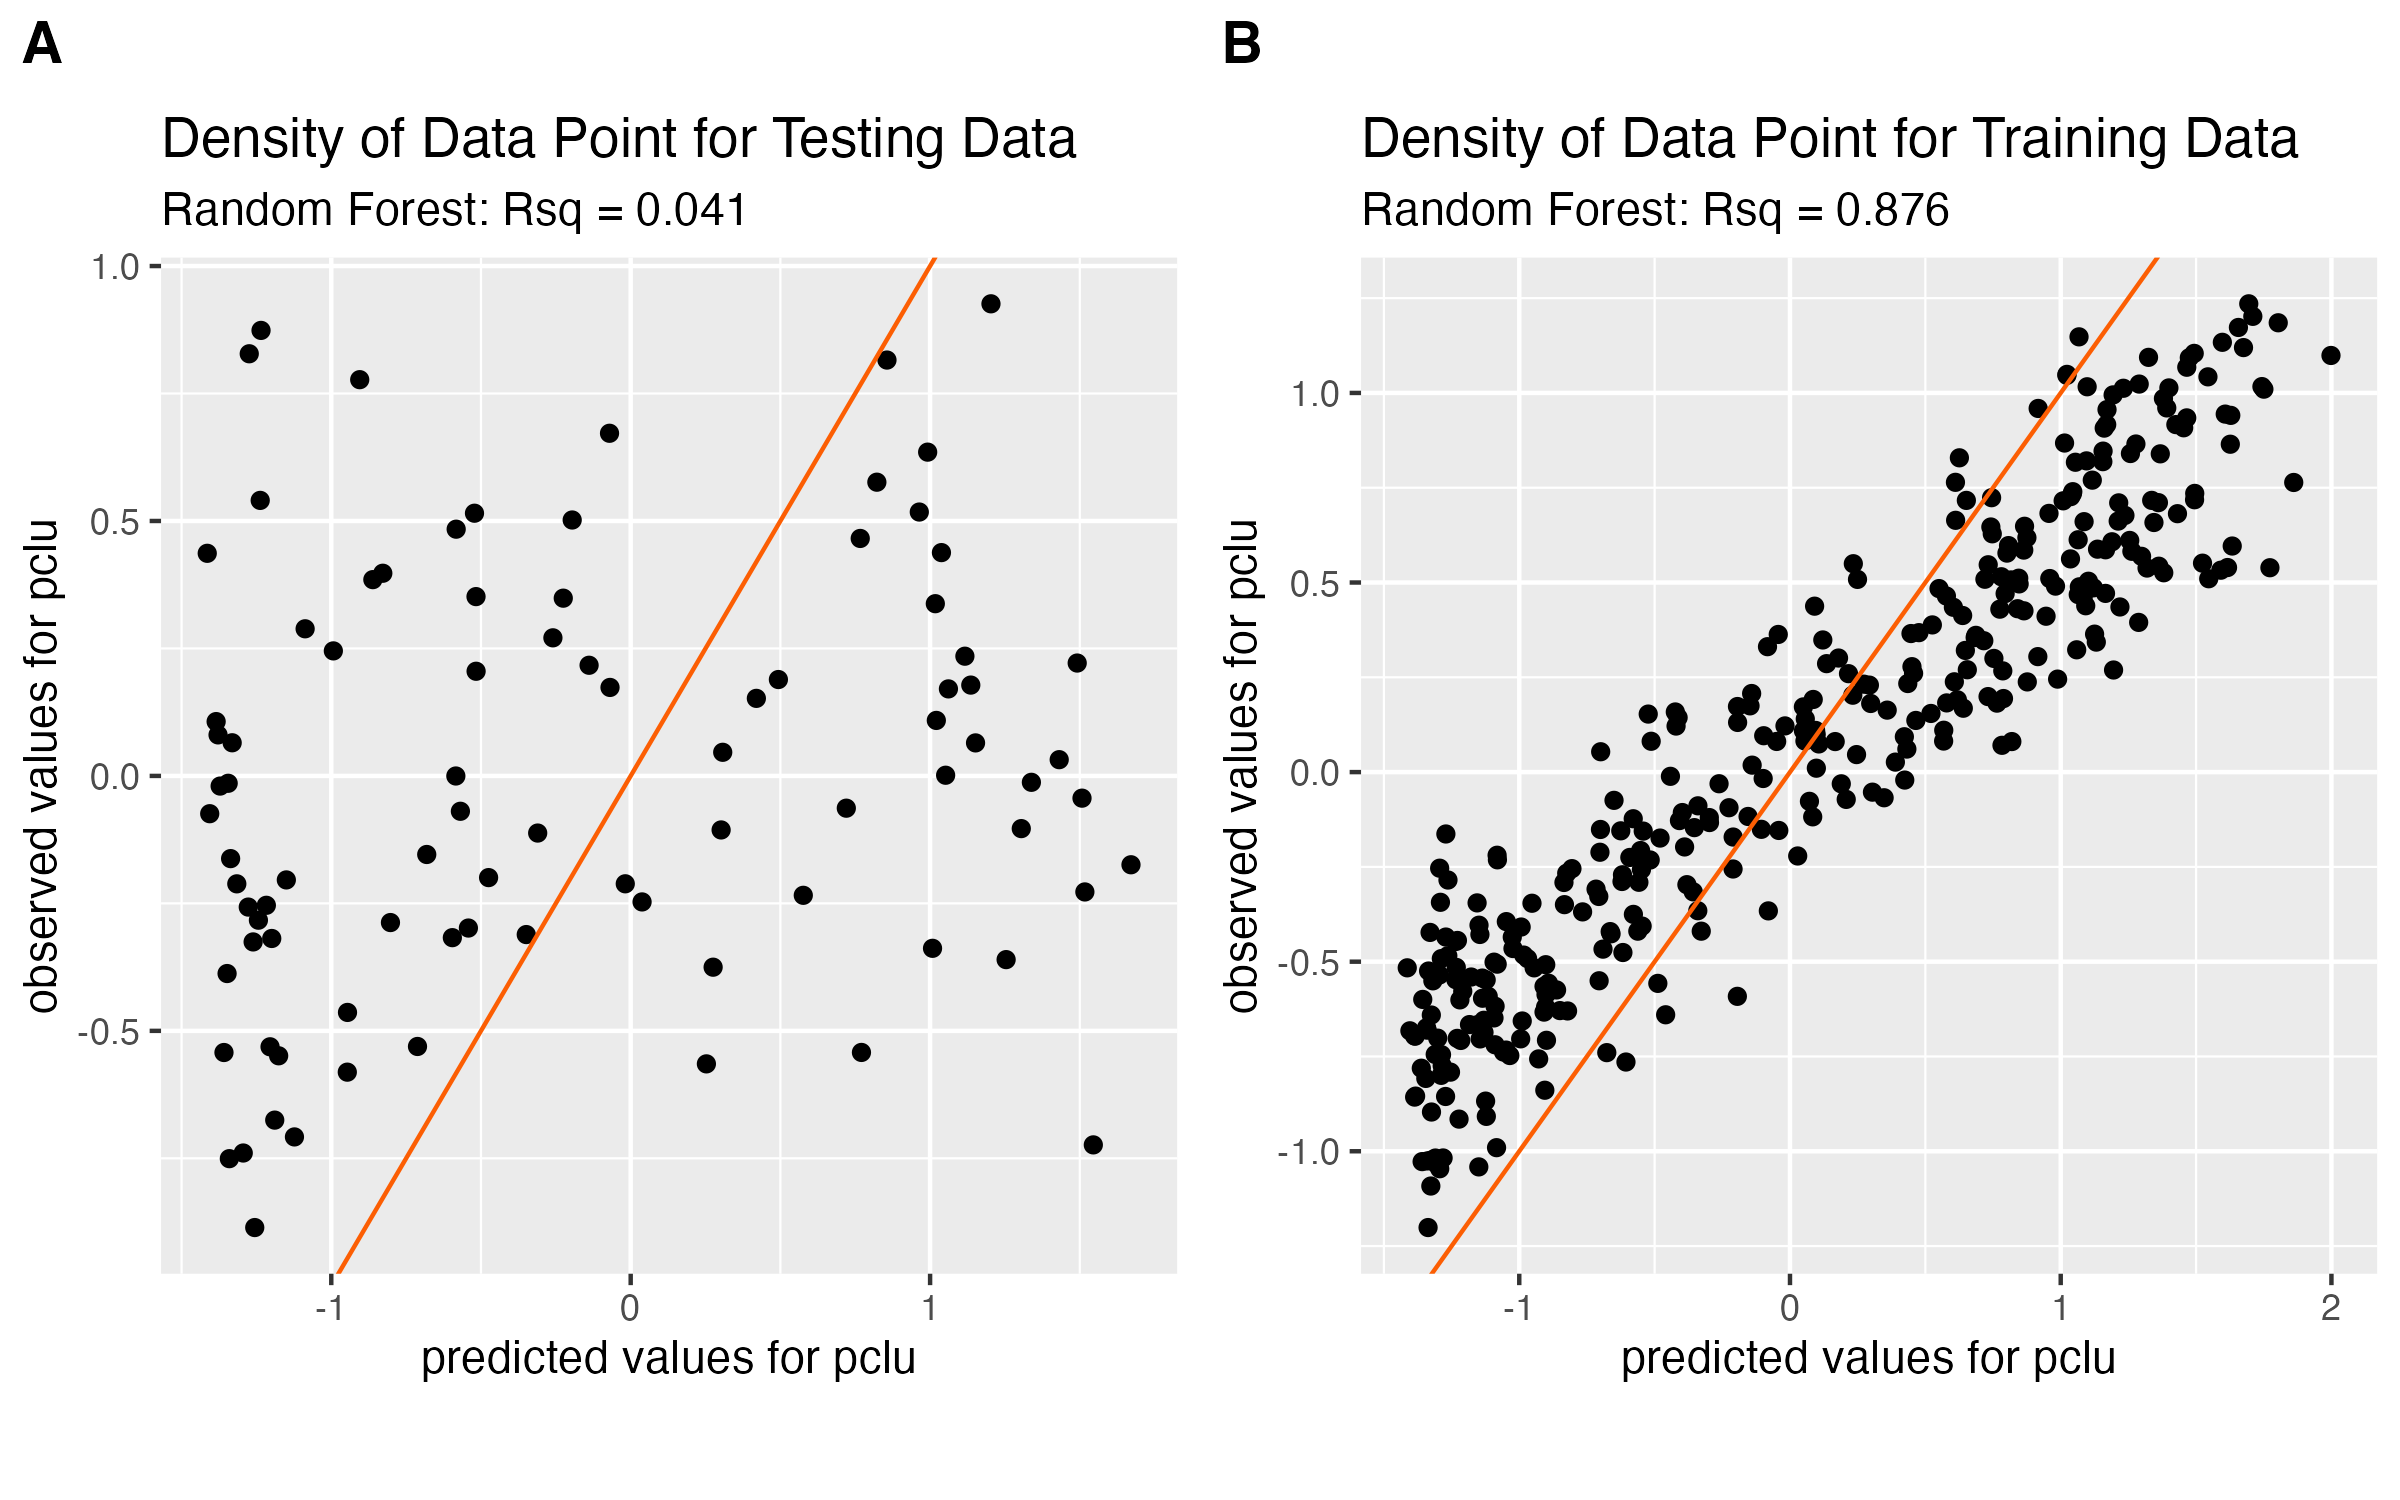 A
Density of Data Point for Testing Data
Random Forest: Rsq = 0.041
observed values for pclu
1.0
0.5
0.0
-0.5
-1
0
1
predicted values for pclu
B
Density of Data Point for Training Data
Random Forest: Rsq = 0.876
observed values for pclu
1.0
0.5
0.0
-0.5
-1.0
-1
0
1
2
predicted values for pclu